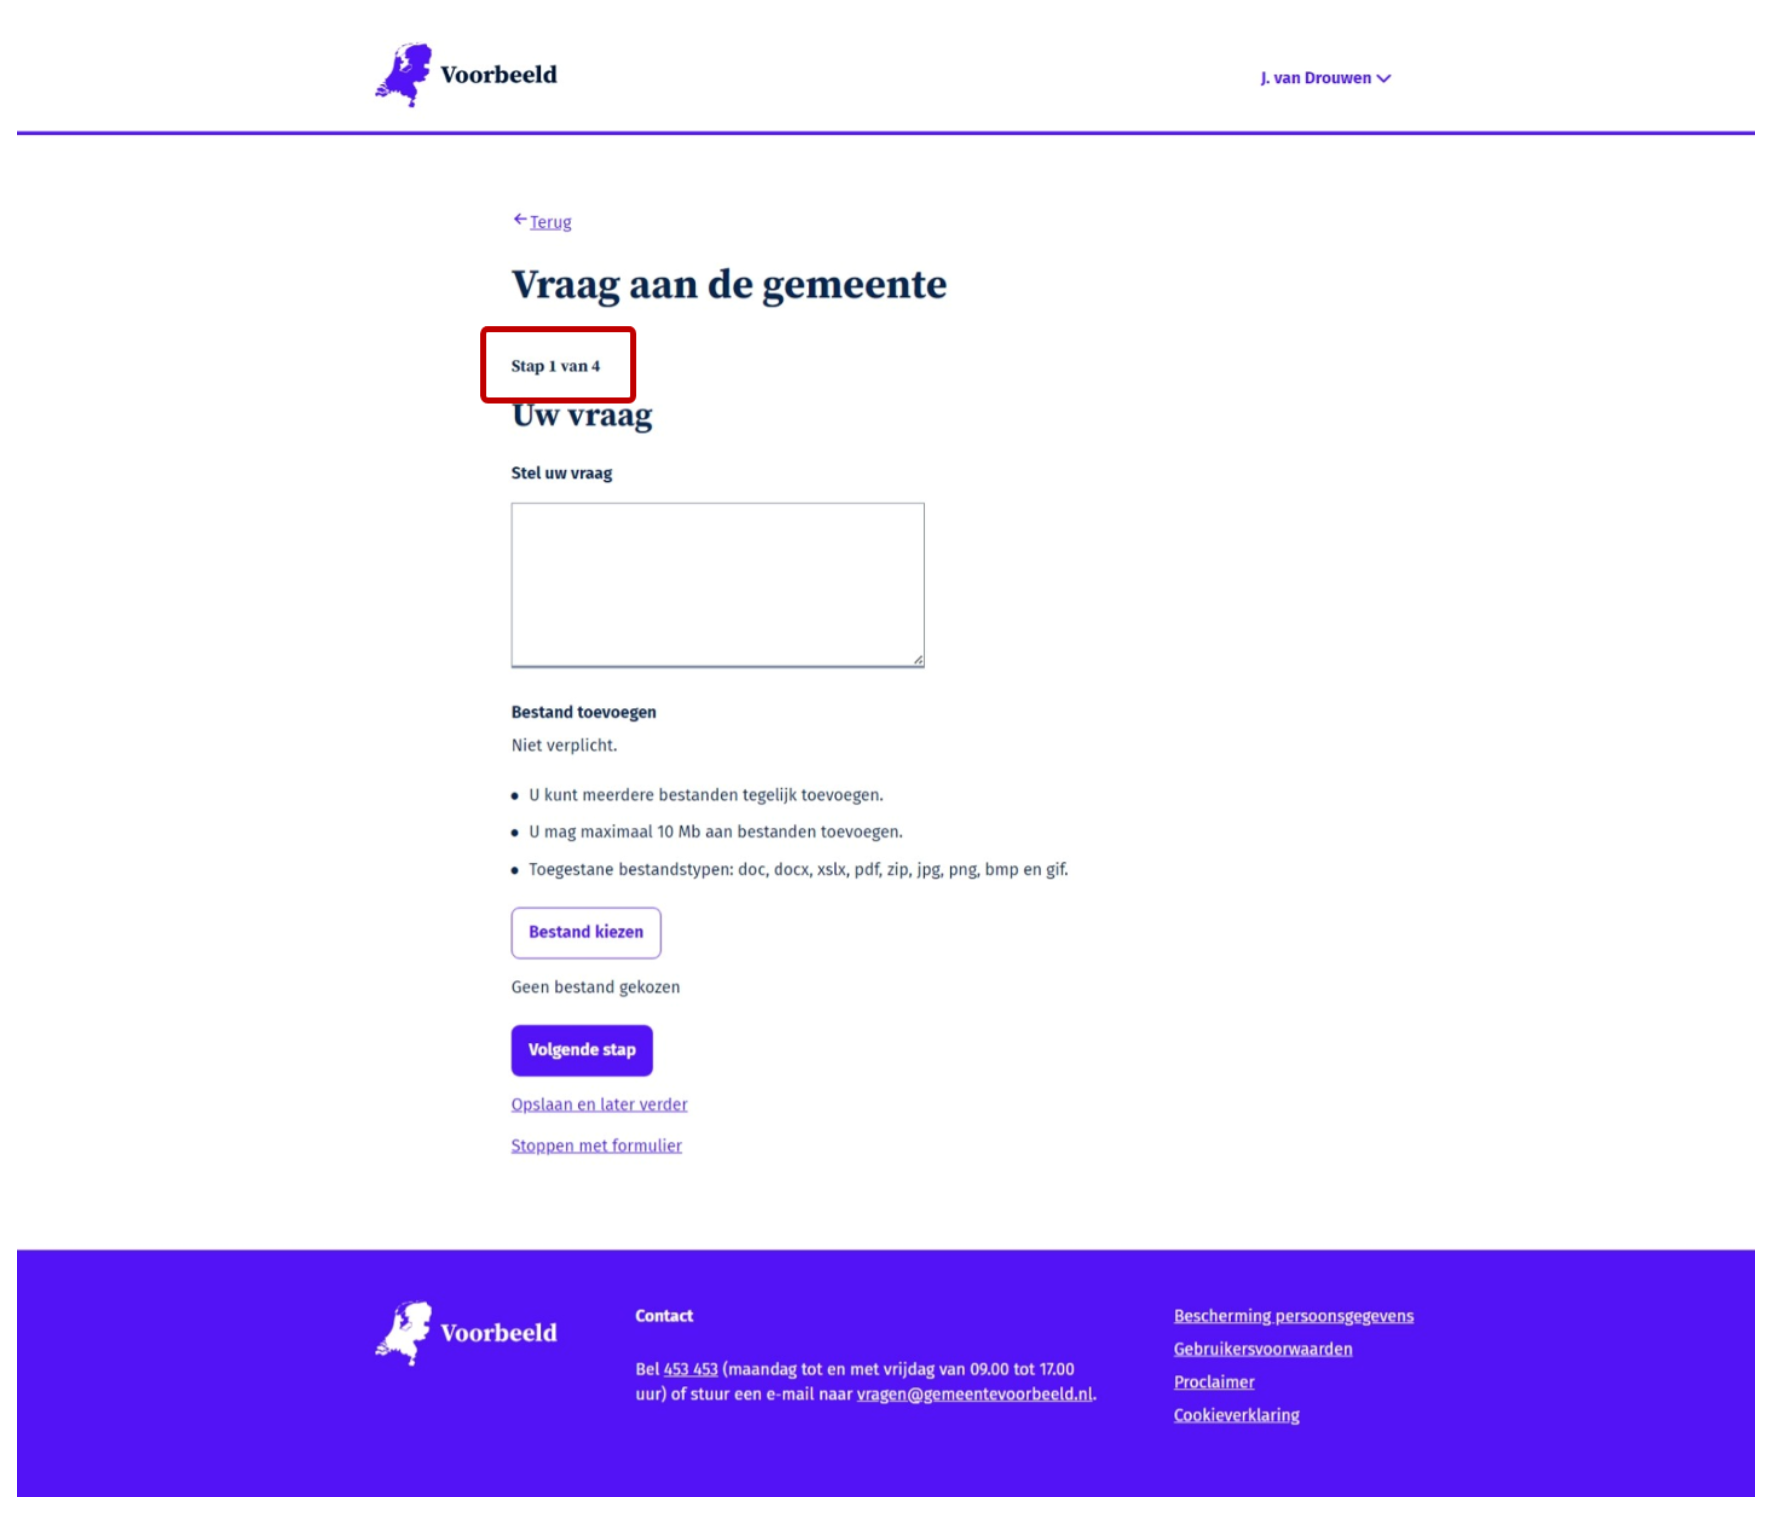 Voorbeeld
J. van Drouwen
Terug
Vraag aan de gemeente
Stap 1 van 4
Uw vraag
Stel uw vraag
Bestand toevoegen
Niet verplicht.
U kunt meerdere bestanden tegelijk toevoegen.
U mag maximaal 10 Mb aan bestanden toevoegen.
Toegestane bestandstypen: doc, docx, xslx, pdf, zip, jpg, png, bmp en gif.
Bestand kiezen
Geen bestand gekozen
Volgende stap
Opslaan en later verder
Stoppen met formulier
Voorbeeld
Contact
Bel 453 453 (maandag tot en met vrijdag van 09.00 tot 17.00
uur) of stuur een e-mail naar vragen@gemeentevoorbeeld.nl.
Bescherming persoonsgegevens
Gebruikersvoorwaarden
Proclaimer
Cookieverklaring